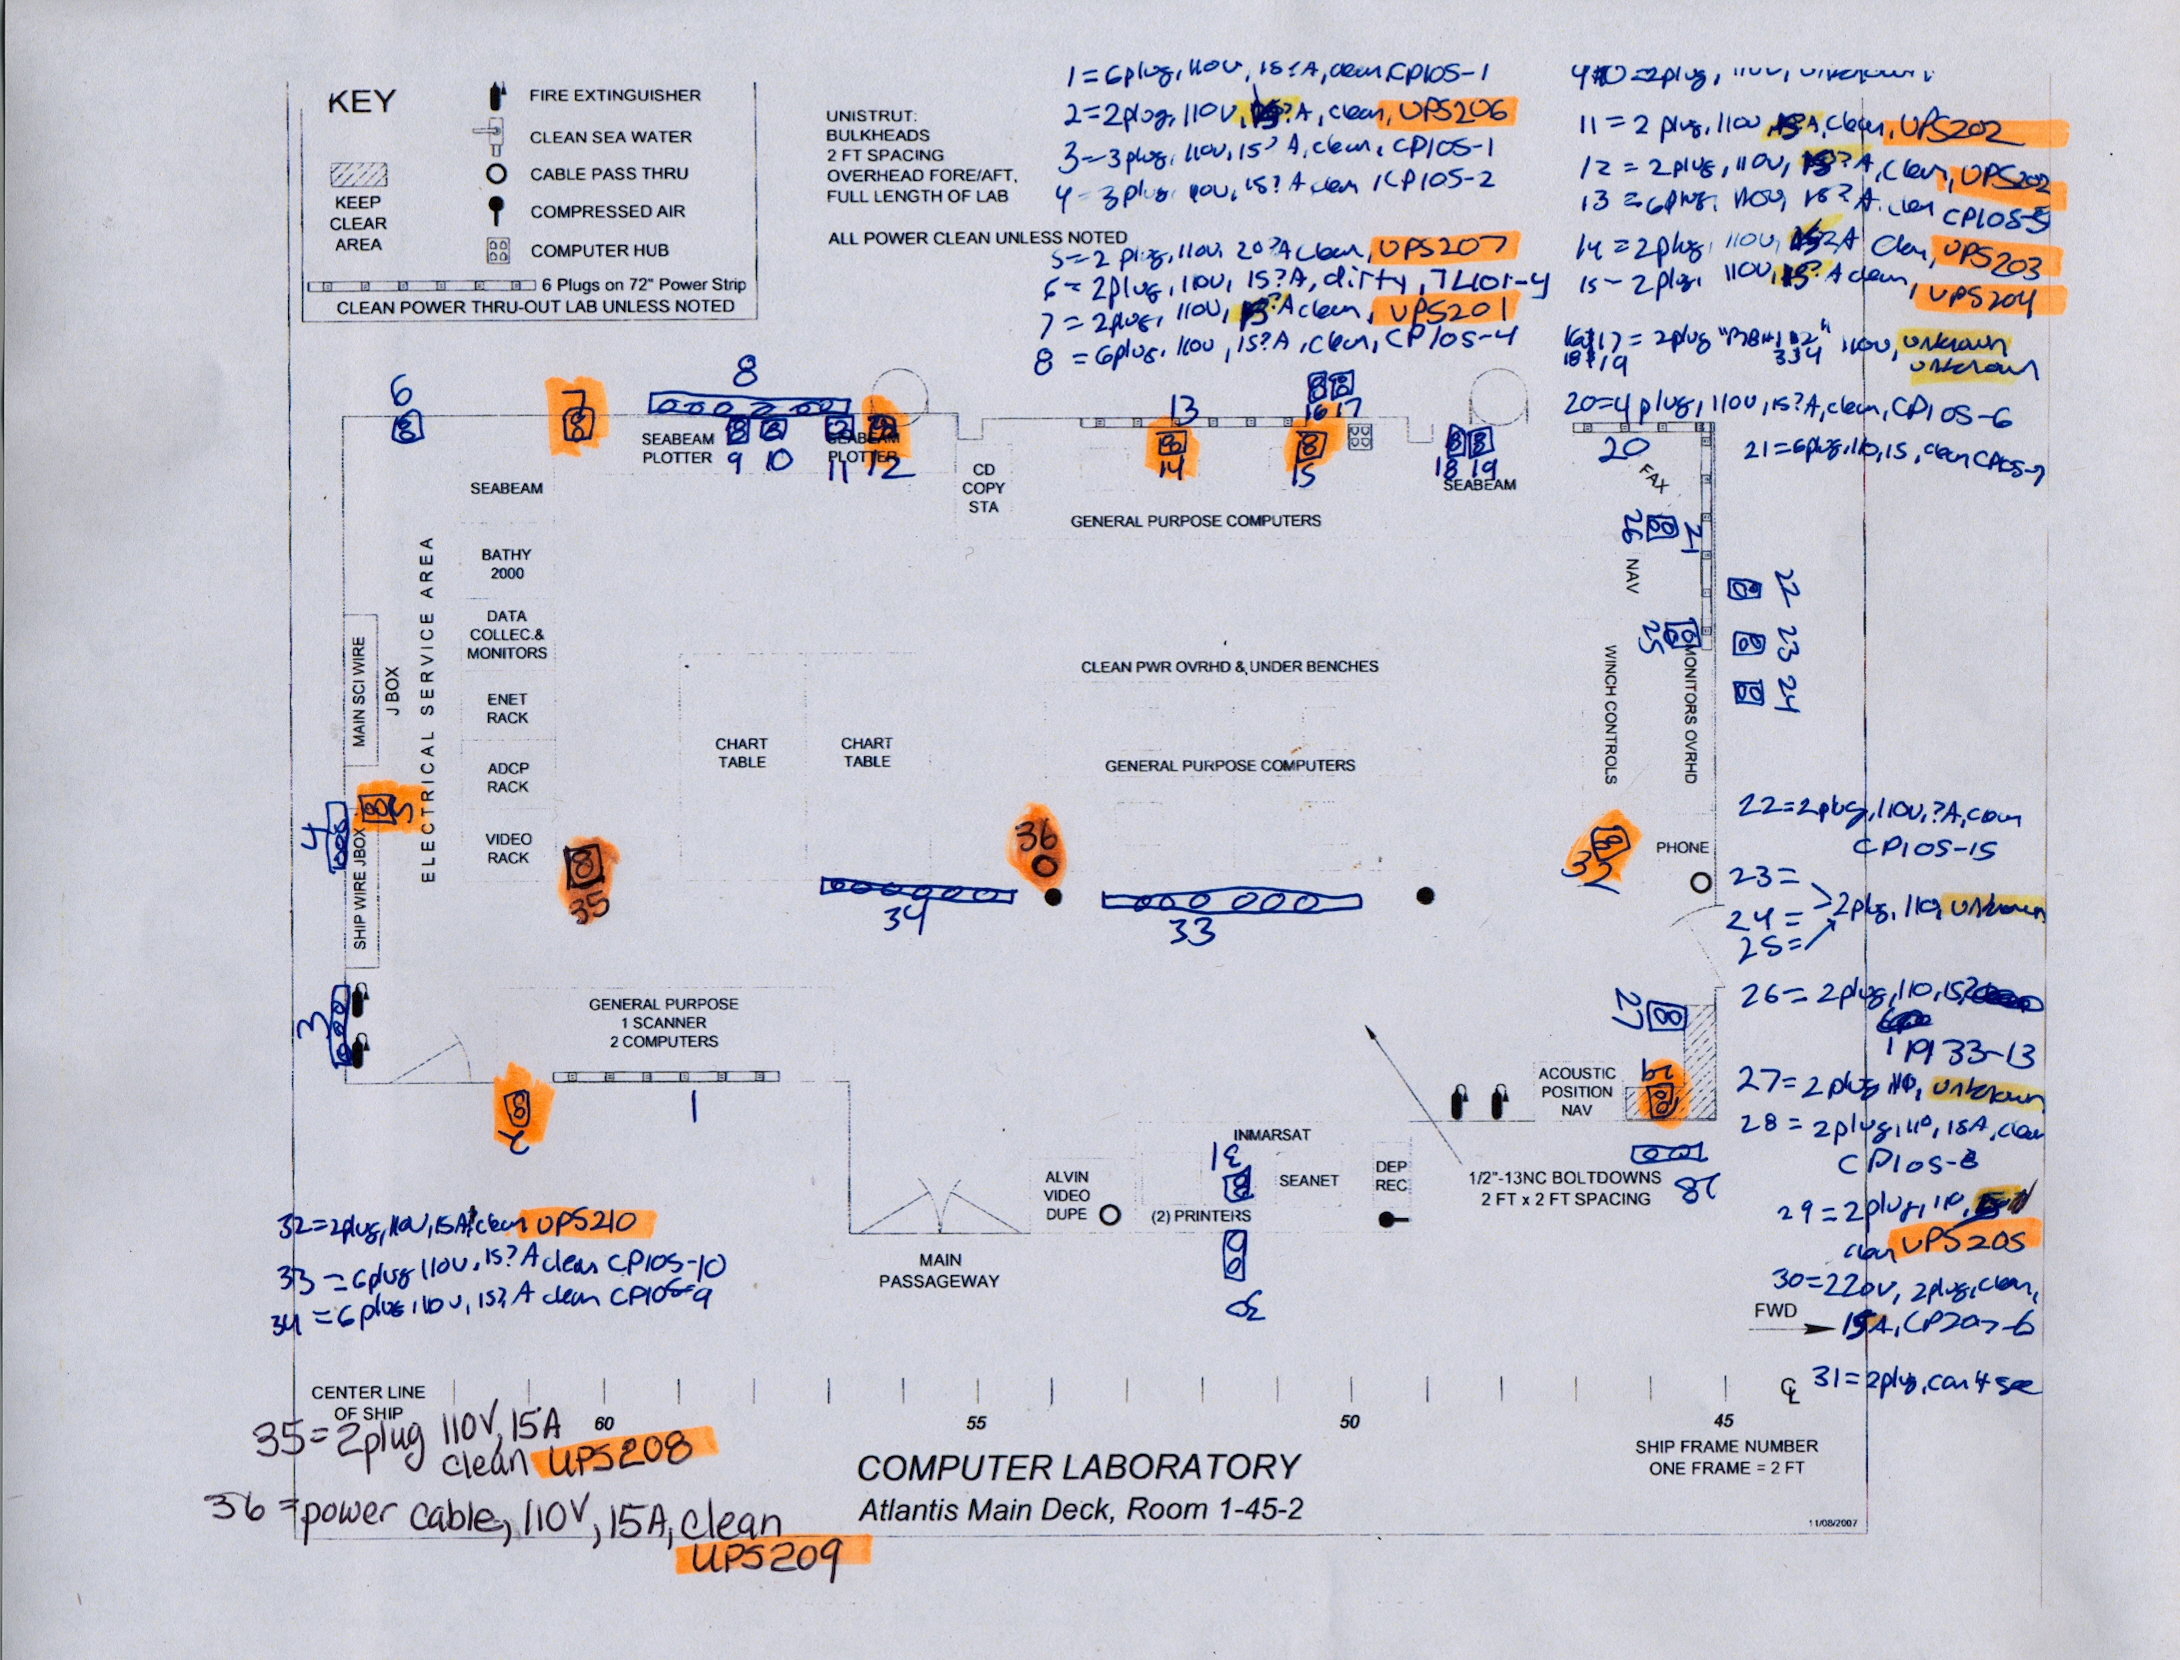 KEY
FIRE EXTINGUISHER
CLEAN SEA WATER
CABLE PASS THRU
COMPRESSED AIR
COMPUTER HUB
KEEP
CLEAR
AREA
6 Plugs on 72" Power Strip
CLEAN POWER THRU-OUT LAB UNLESS NOTED
UNISTRUT:
BULKHEADS
2 FT SPACING
OVERHEAD FORE/AFT,
FULL LENGTH OF LAB
ALL POWER CLEAN UNLESS NOTED
1 = 6plug, 110V, 15?A, clean, CP105-1
2 = 2plug, 110V, 15?A, clean, UPS206
3 = 3plug, 110V, 15?A, clean, CP105-1
4 = 3plug, 110V, 15?A clean, CP105-2
5 = 2 plug, 110V, 20?A clean, UPS207
6 = 2plug, 110V, 15?A, dirty, 7L101-4
7 = 2plug, 110V, 15?A clean, UPS201
8 = 6plug, 110V, 15?A, clean, CP105-4
2plug, 110V, unknown
11 = 2 plug, 110V, 15?A, clean, UPS202
12 = 2plug, 110V, 15?A, clean, UPS202
13 = 6plug, 110V, 15?A, clean CP105-5
14 = 2plug, 110V, 15?A clean, UPS203
15 = 2plug, 110V, 15?A clean, UPS204
16&17 = 2plug 110V, unknown
18&19 3&4 unknown
20=4plug, 110V, 15?A, clean, CP105-6
21=6plug, 110, 15, clean CP105-7
6
7
8
9
10
11
12
13
14
15
16
17
18
19
20
SEABEAM
PLOTTER
SEABEAM
PLOTTER
CD
COPY
STA
SEABEAM
SEABEAM
GENERAL PURPOSE COMPUTERS
FAX
26
21
NAV
25
22
23
24
WINCH CONTROLS
MONITORS OVRHD
ELECTRICAL SERVICE AREA
BATHY
2000
DATA
COLLEC.&
MONITORS
ENET
RACK
ADCP
RACK
VIDEO
RACK
MAIN SCI WIRE
J BOX
SHIP WIRE JBOX
5
4
3
CHART
TABLE
CHART
TABLE
CLEAN PWR OVRHD & UNDER BENCHES
GENERAL PURPOSE COMPUTERS
35
36
34
33
32
PHONE
22=2plug, 110V, ?A, clean
CP105-15
23=
24= 2plug, 110, unknown
25=
26=2plug, 110, 15?
1P133-13
27=2plug 110, unknown
28=2plug, 110, 15A, clean
CP105-8
29=2plug, 110,
clean UPS205
30=220V, 2plug, clean,
15A, CP207-6
31=2plug, can't see
GENERAL PURPOSE
1 SCANNER
2 COMPUTERS
2
1
27
29
28
ACOUSTIC
POSITION
NAV
INMARSAT
31
SEANET
DEP
REC
ALVIN
VIDEO
DUPE
(2) PRINTERS
30
1/2"-13NC BOLTDOWNS
2 FT x 2 FT SPACING
MAIN
PASSAGEWAY
FWD
32=2plug, 110V, 15A, clean UPS210
33=6plug 110V, 15?A clean CP105-10
34=6plug 110V, 15?A clean CP105-9
CENTER LINE
OF SHIP
60
55
50
45
SHIP FRAME NUMBER
ONE FRAME = 2 FT
35=2plug 110V, 15A
clean UPS208
36=power cable, 110V, 15A, clean
UPS209
COMPUTER LABORATORY
Atlantis Main Deck, Room 1-45-2
11/08/2007